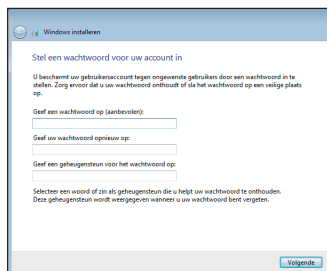 Windows installeren
Stel een wachtwoord voor uw account in
U beschermt uw gebruikersaccount tegen ongewenste gebruikers door een wachtwoord in te
stellen. Zorg ervoor dat u uw wachtwoord onthoudt of sla het wachtwoord op een veilige plaats
op.
Geef een wachtwoord op (aanbevolen):
Geef uw wachtwoord opnieuw op:
Geef een geheugensteun voor het wachtwoord op:
Selecteer een woord of zin als geheugensteun die u helpt uw wachtwoord te onthouden.
Deze geheugensteun wordt weergegeven wanneer u uw wachtwoord bent vergeten.
Volgende